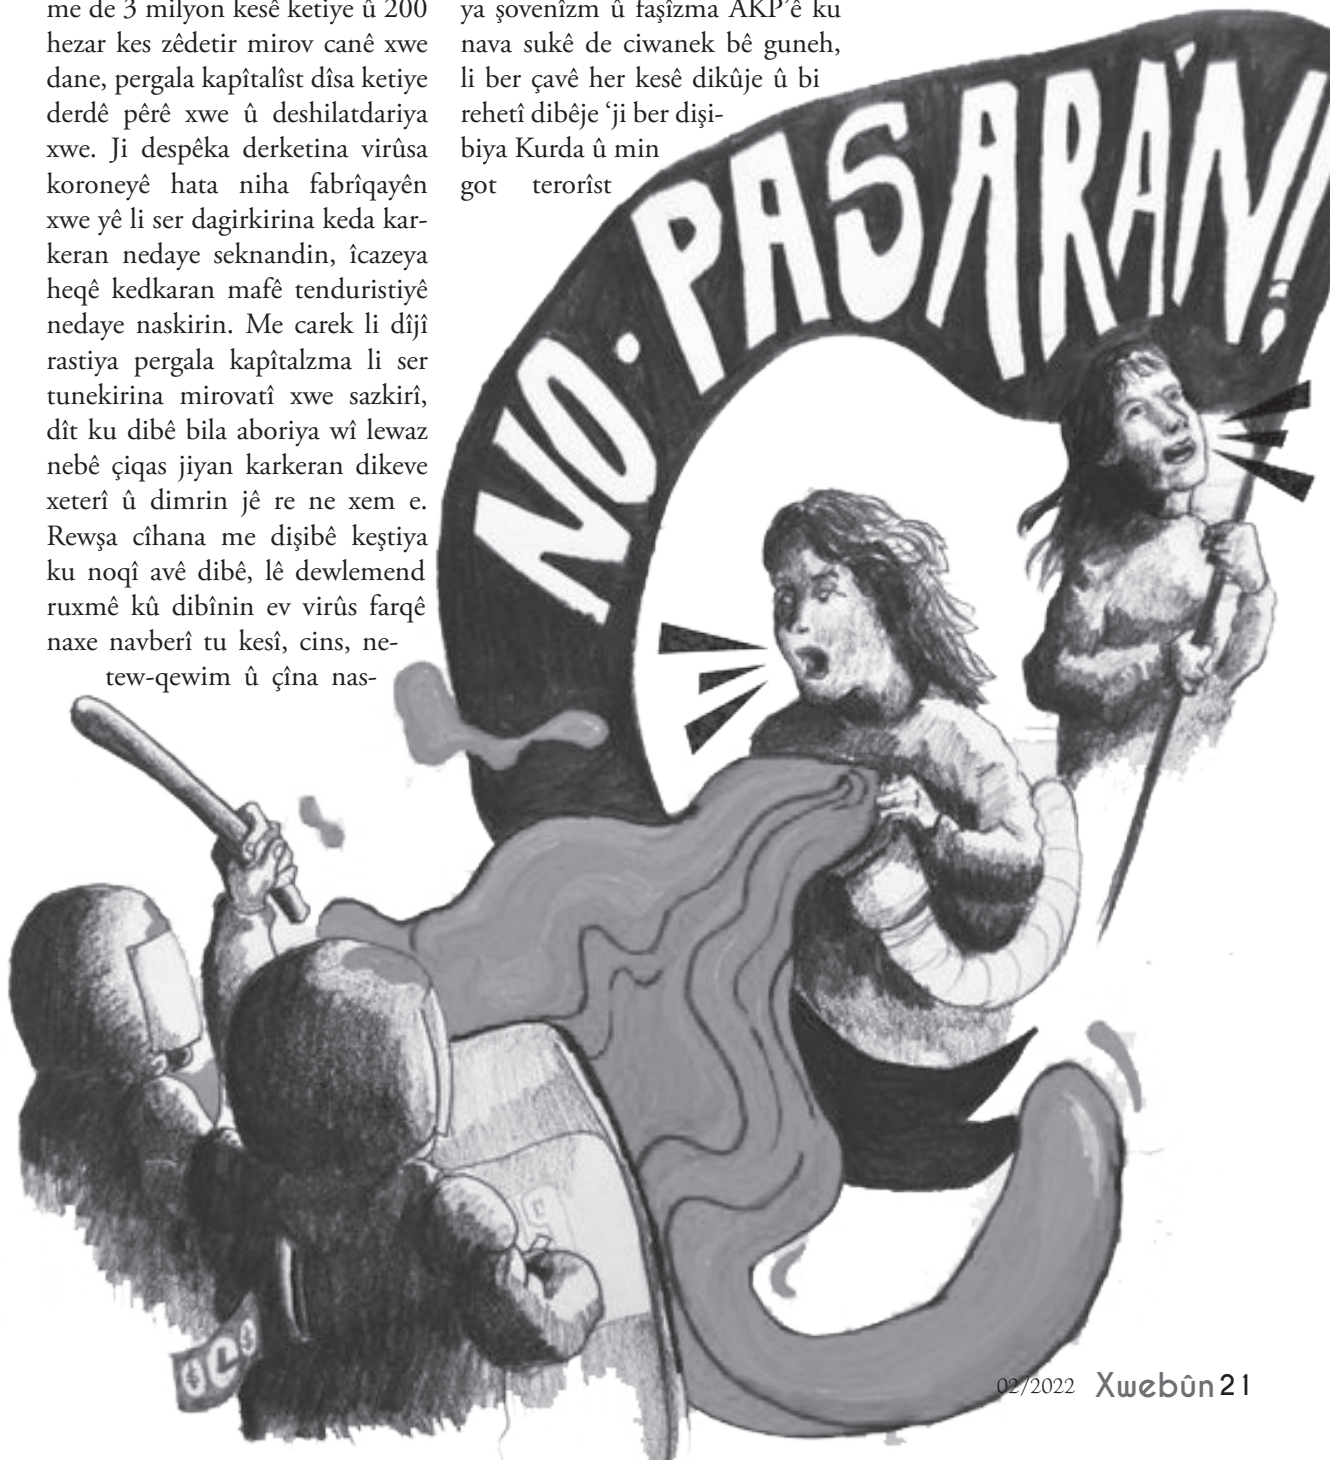 me de 3 milyon kesê ketiye û 200
hezar kes zêdetir mirov canê xwe
dane, pergala kapîtalîst dîsa ketiye
derdê pêrê xwe û deshilatdariya
xwe. Ji despêka derketina virûsa
koroneyê hata niha fabrîqayên
xwe yê li ser dagirkirina keda kar-
keran nedaye seknandin, îcazeya
heqê kedkaran mafê tenduristiyê
nedaye naskirin. Me carek li dîjî
rastiya pergala kapîtalzma li ser
tunekirina mirovatî xwe sazkirî,
dît ku dibê bila aboriya wî lewaz
nebê çiqas jiyan karkeran dikeve
xeterî û dimrin jê re ne xem e.
Rewşa cîhana me dişibê keştiya
ku noqî avê dibê, lê dewlemend
ruxmê kû dibînin ev virûs farqê
naxe navberî tu kesî, cins, ne-
tew-qewim û çîna nas-
ya şovenîzm û faşîzma AKP'ê ku
nava sukê de ciwanek bê guneh,
li ber çavê her kesê dikûje û bi
rehetî dibêje 'ji ber dişi-
biya Kurda û min
got terorîst
NO · PASARÁN!
02/2022 Xwebûn 21